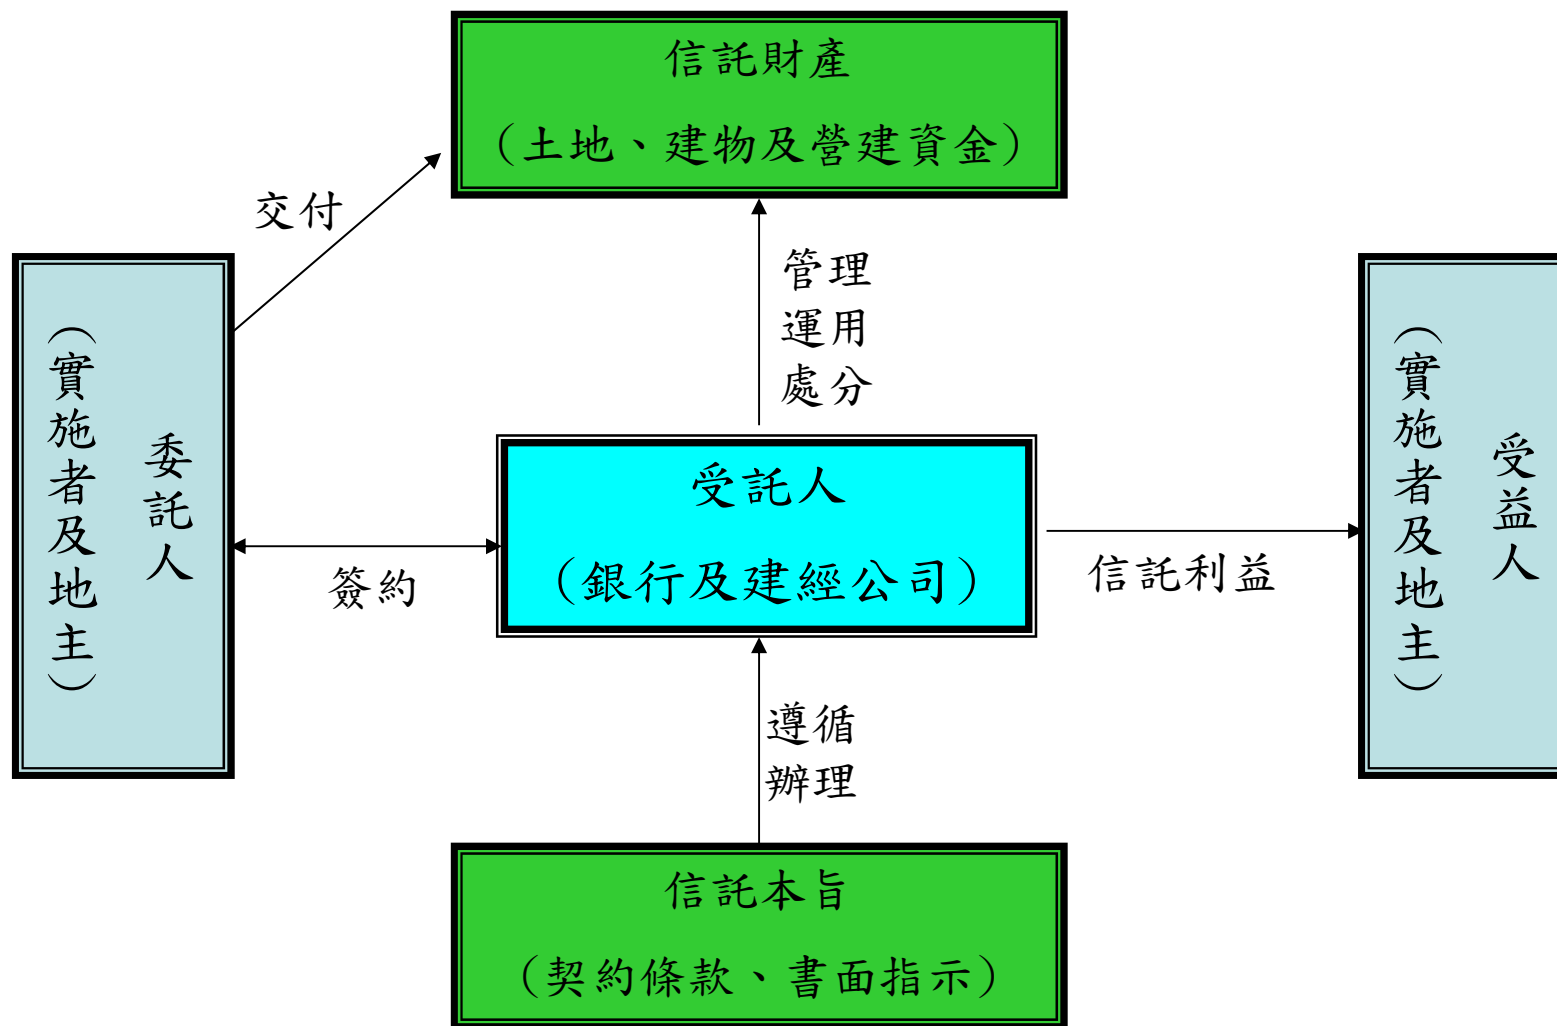 信託財產
（土地、建物及營建資金）
交付
管理
運用
處分
委託人
（實施者及地主）
受託人
（銀行及建經公司）
簽約
信託利益
受益人
（實施者及地主）
遵循
辦理
信託本旨
（契約條款、書面指示）